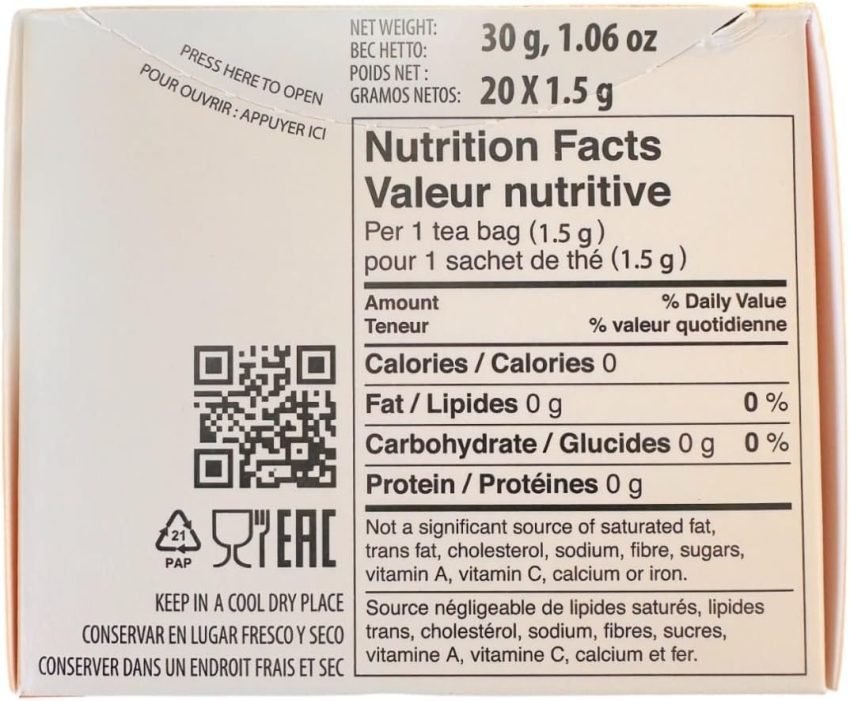 PRESS HERE TO OPEN
POUR OUVRIR : APPUYER ICI
NET WEIGHT:
BEC HETTO:
POIDS NET :
GRAMOS NETOS:
30 g, 1.06 oz
20 X 1.5 g
Nutrition Facts
Valeur nutritive
Per 1 tea bag (1.5 g)
pour 1 sachet de thé (1.5 g)
Amount % Daily Value
Teneur % valeur quotidienne
Calories / Calories 0
Fat / Lipides 0 g 0 %
Carbohydrate / Glucides 0 g 0 %
Protein / Protéines 0 g
Not a significant source of saturated fat,
trans fat, cholesterol, sodium, fibre, sugars,
vitamin A, vitamin C, calcium or iron.
Source négligeable de lipides saturés, lipides
trans, cholestérol, sodium, fibres, sucres,
vitamine A, vitamine C, calcium et fer.
21
PAP
EAC
KEEP IN A COOL DRY PLACE
CONSERVAR EN LUGAR FRESCO Y SECO
CONSERVER DANS UN ENDROIT FRAIS ET SEC